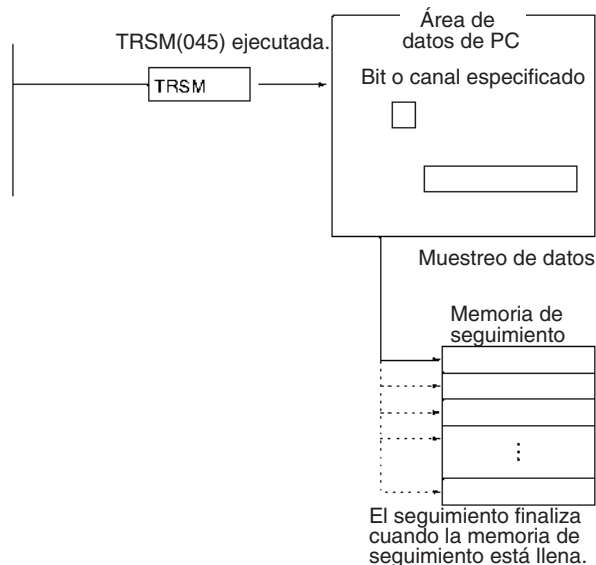 Área de
datos de PC
TRSM(045) ejecutada.
Bit o canal especificado
TRSM
Muestreo de datos
Memoria de
seguimiento
El seguimiento finaliza
cuando la memoria de
seguimiento está llena.